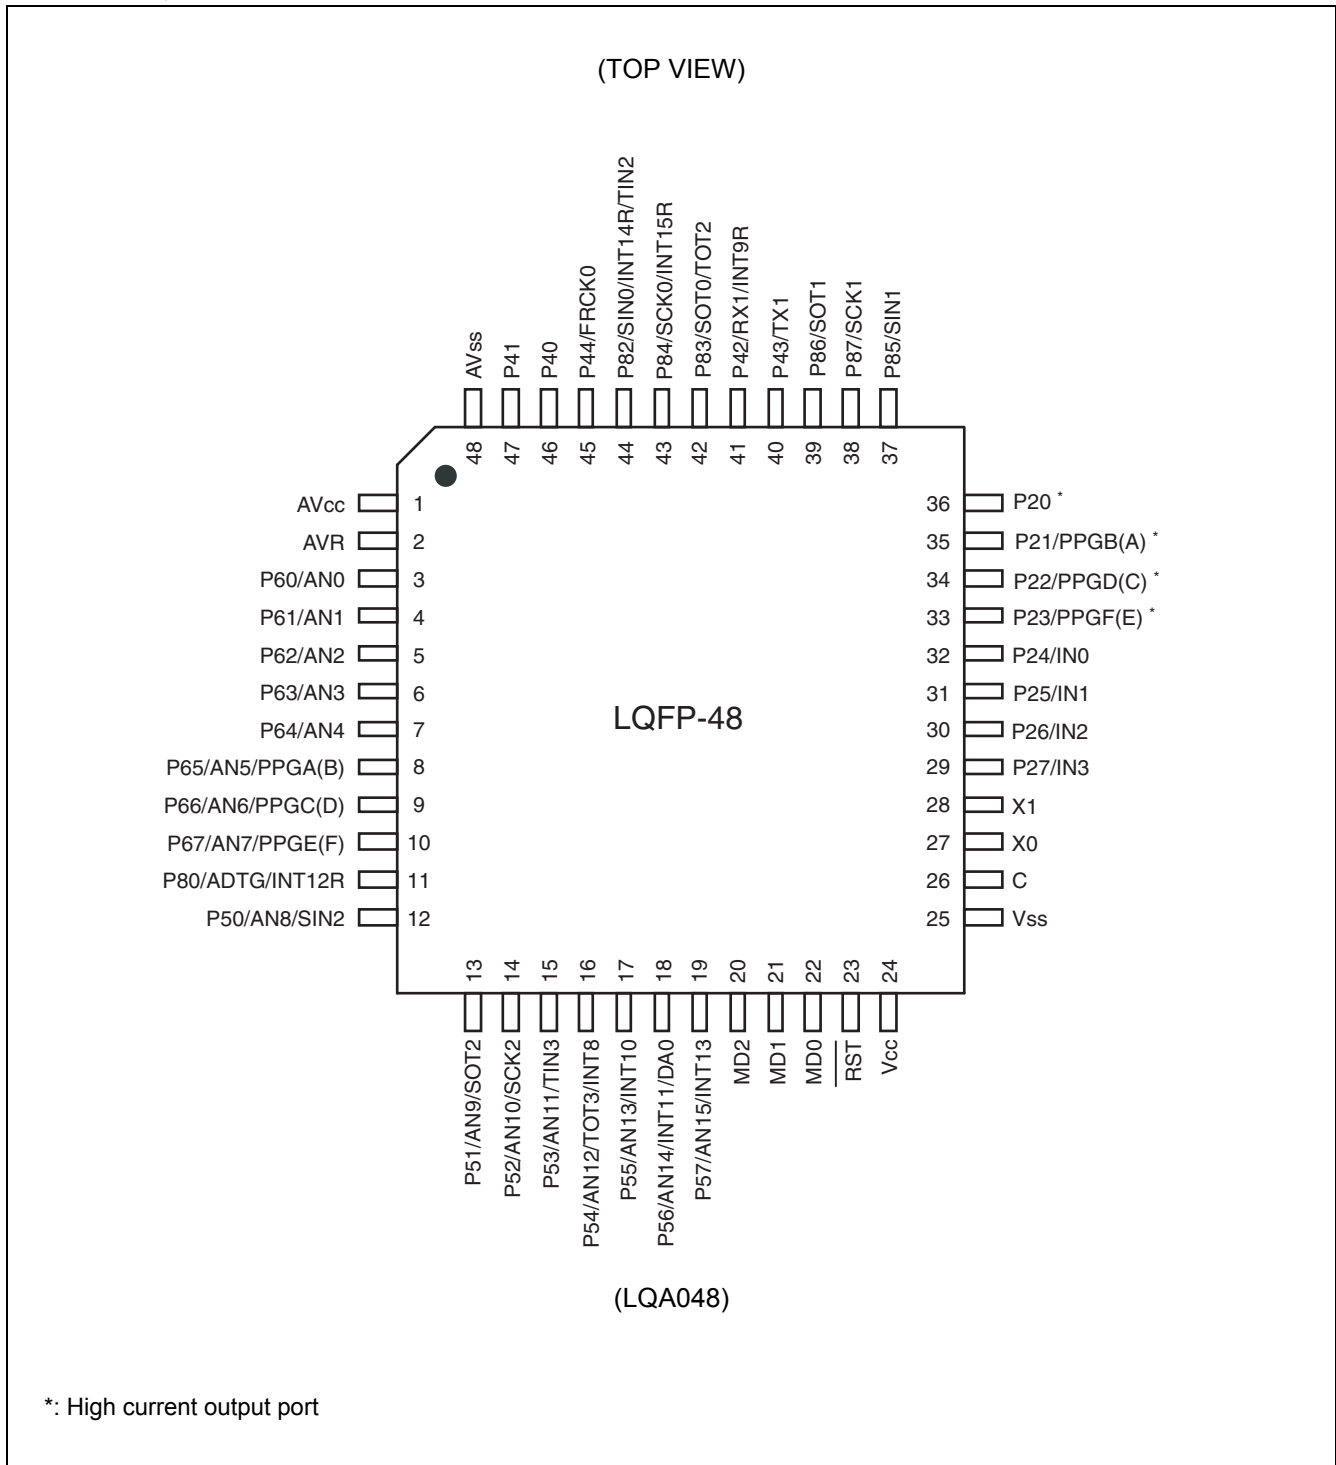 (TOP VIEW)
AVss
P41
P40
P44/FRCK0
P82/SIN0/INT14R/TIN2
P84/SCK0/INT15R
P83/SOT0/TOT2
P42/RX1/INT9R
P43/TX1
P86/SOT1
P87/SCK1
P85/SIN1
48
47
46
45
44
43
42
41
40
39
38
37
AVcc 1
AVR 2
P60/AN0 3
P61/AN1 4
P62/AN2 5
P63/AN3 6
P64/AN4 7
P65/AN5/PPGA(B) 8
P66/AN6/PPGC(D) 9
P67/AN7/PPGE(F) 10
P80/ADTG/INT12R 11
P50/AN8/SIN2 12
LQFP-48
36 P20 *
35 P21/PPGB(A) *
34 P22/PPGD(C) *
33 P23/PPGF(E) *
32 P24/IN0
31 P25/IN1
30 P26/IN2
29 P27/IN3
28 X1
27 X0
26 C
25 Vss
13
14
15
16
17
18
19
20
21
22
23
24
P51/AN9/SOT2
P52/AN10/SCK2
P53/AN11/TIN3
P54/AN12/TOT3/INT8
P55/AN13/INT10
P56/AN14/INT11/DA0
P57/AN15/INT13
MD2
MD1
MD0
RST
Vcc
(LQA048)
*: High current output port